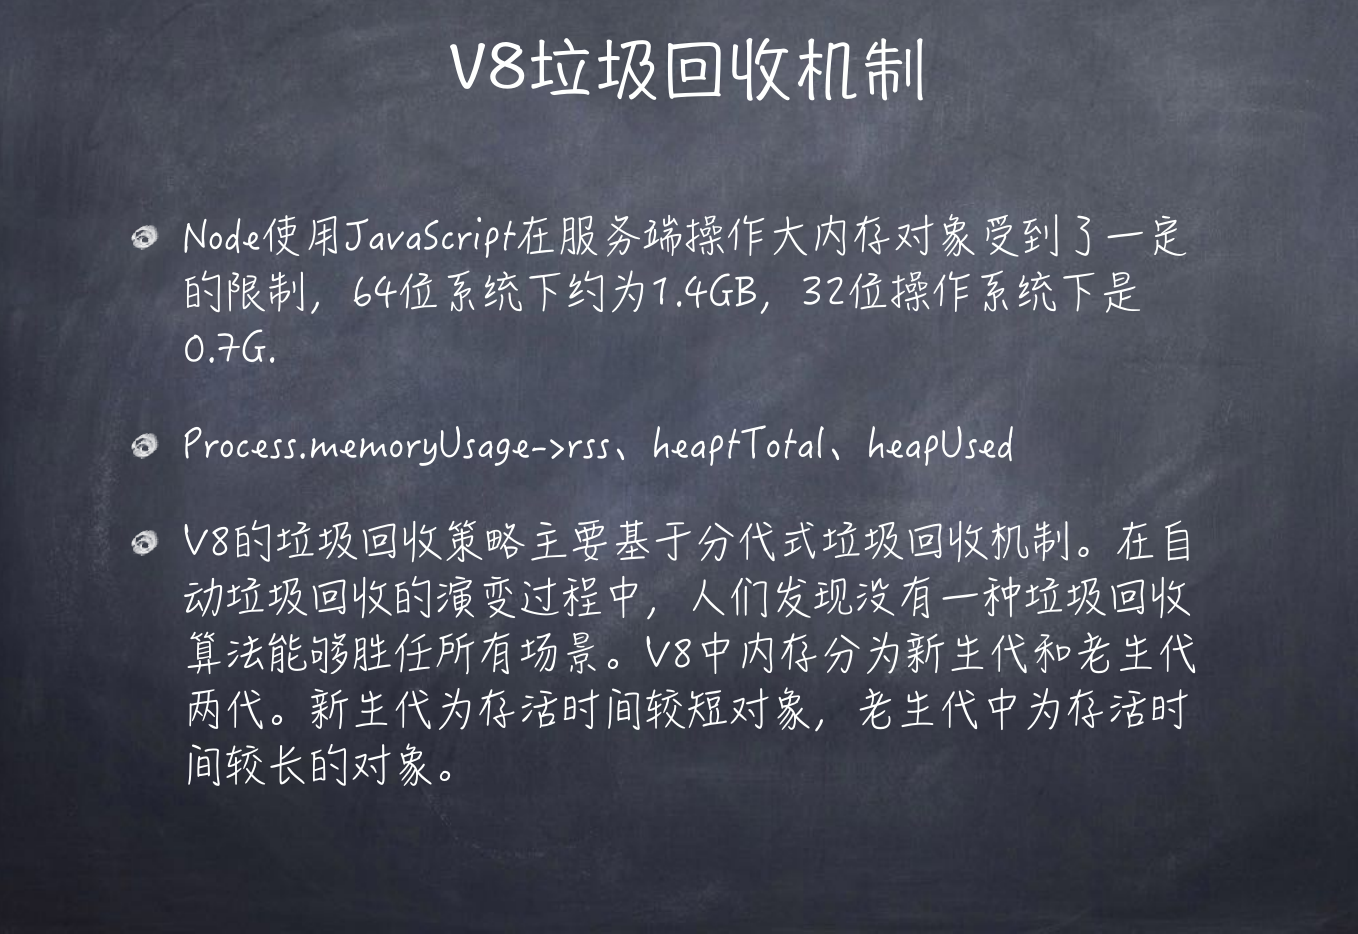 V8垃圾回收机制
Node使用JavaScript在服务端操作大内存对象受到了一定
的限制，64位系统下约为1.4GB，32位操作系统下是
0.7G.
Process.memoryUsage->rss、heaptTotal、heapUsed
V8的垃圾回收策略主要基于分代式垃圾回收机制。在自
动垃圾回收的演变过程中，人们发现没有一种垃圾回收
算法能够胜任所有场景。V8中内存分为新生代和老生代
两代。新生代为存活时间较短对象，老生代中为存活时
间较长的对象。